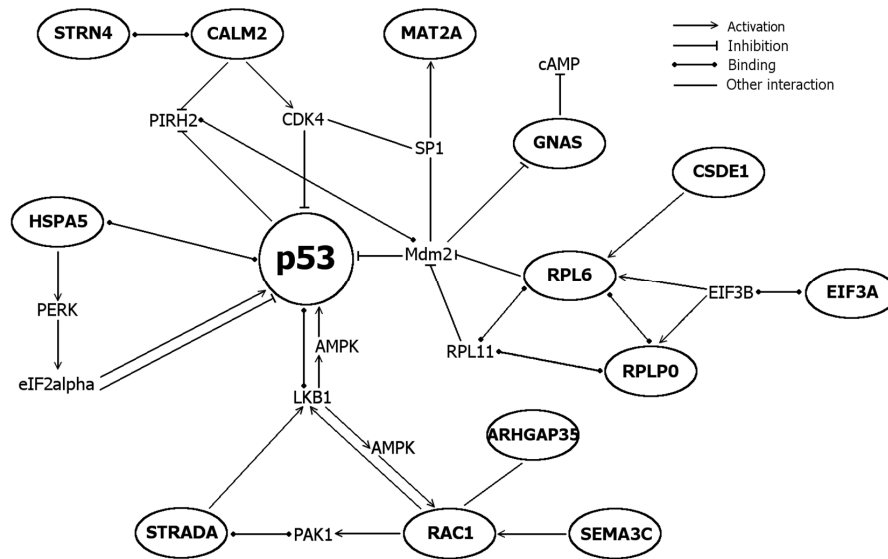 STRN4
CALM2
MAT2A
Activation
Inhibition
Binding
Other interaction
cAMP
PIRH2
CDK4
SP1
GNAS
CSDE1
HSPA5
p53
Mdm2
RPL6
EIF3B
EIF3A
PERK
AMPK
RPL11
RPLP0
eIF2alpha
LKB1
AMPK
ARHGAP35
STRADA
PAK1
RAC1
SEMA3C